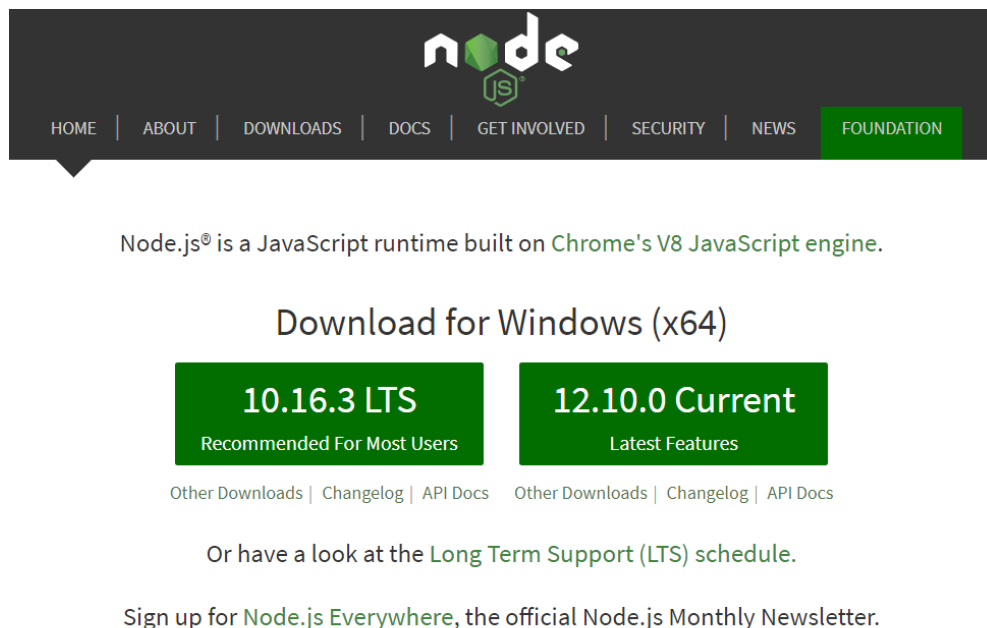 node
JS®
HOME | ABOUT | DOWNLOADS | DOCS | GET INVOLVED | SECURITY | NEWS FOUNDATION
Node.js® is a JavaScript runtime built on Chrome's V8 JavaScript engine.
Download for Windows (x64)
10.16.3 LTS 12.10.0 Current
Recommended For Most Users Latest Features
Other Downloads | Changelog | API Docs Other Downloads | Changelog | API Docs
Or have a look at the Long Term Support (LTS) schedule.
Sign up for Node.js Everywhere, the official Node.js Monthly Newsletter.